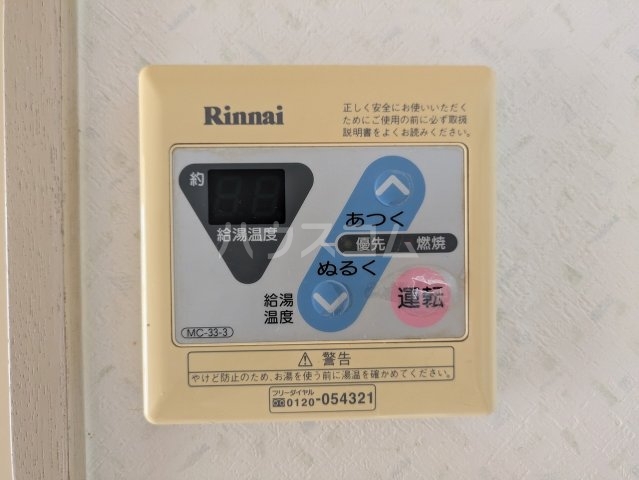 Rinnai
正しく安全にお使いいただく
ためにご使用の前に必ず取扱
説明書をよくお読みください。
約
給湯温度
あつく
優先 燃焼
ぬるく
給湯
温度
運転
MC-33-3
ハウスコム
警告
やけど防止のため、お湯を使う前に湯温を確かめてください。
フリーダイヤル
0120-054321